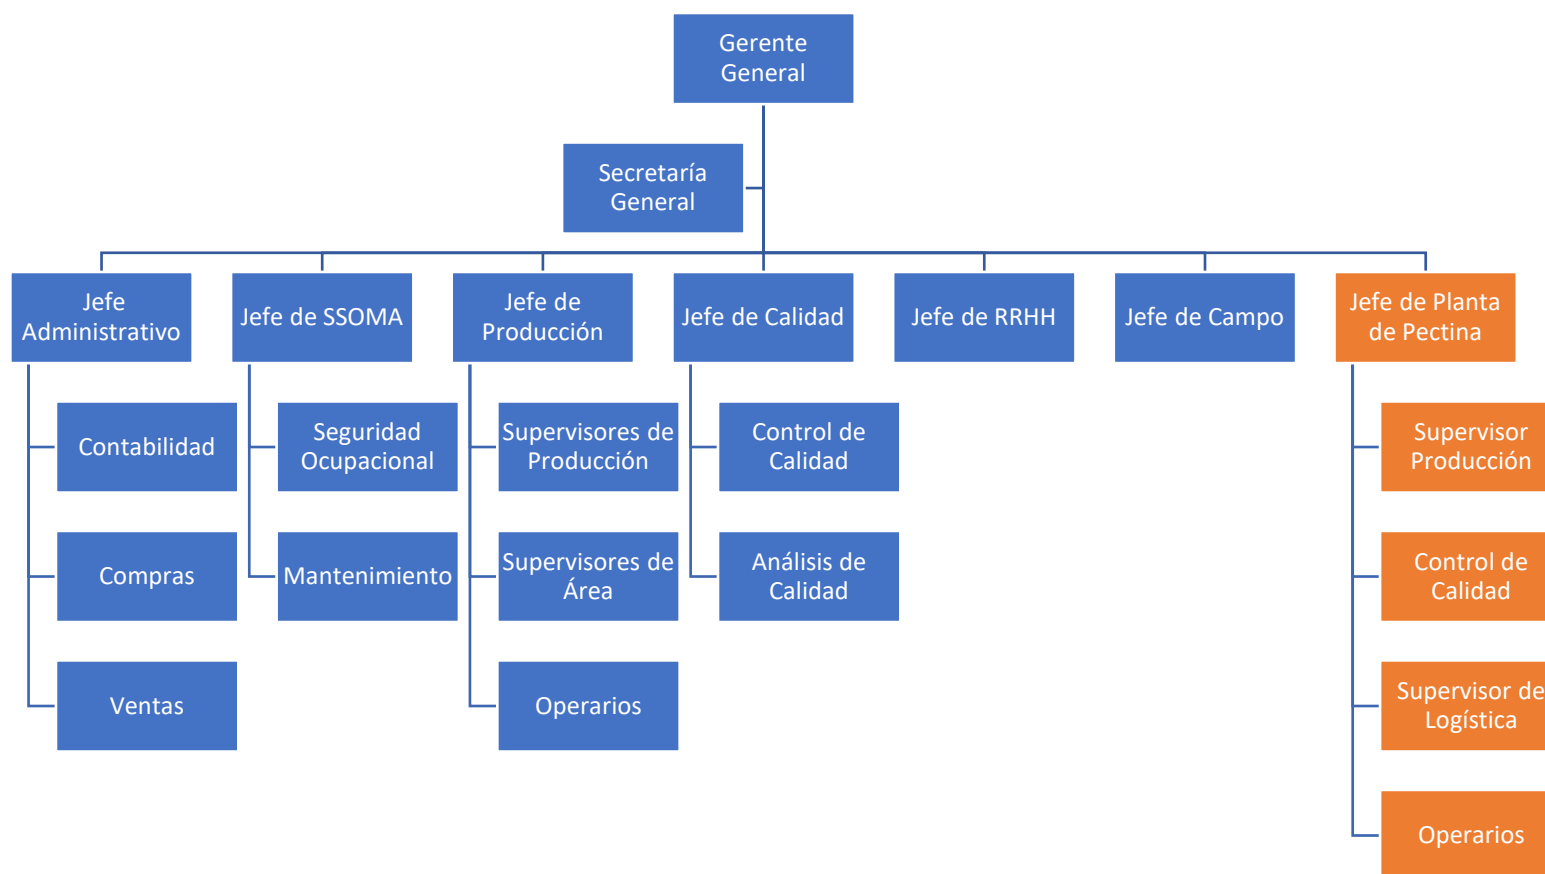 Gerente
General
Secretaría
General
Jefe
Administrativo
Jefe de SSOMA
Jefe de
Producción
Jefe de Calidad
Jefe de RRHH
Jefe de Campo
Jefe de Planta
de Pectina
Contabilidad
Seguridad
Ocupacional
Supervisores de
Producción
Control de
Calidad
Supervisor
Producción
Compras
Mantenimiento
Supervisores de
Área
Análisis de
Calidad
Control de
Calidad
Ventas
Operarios
Supervisor de
Logística
Operarios